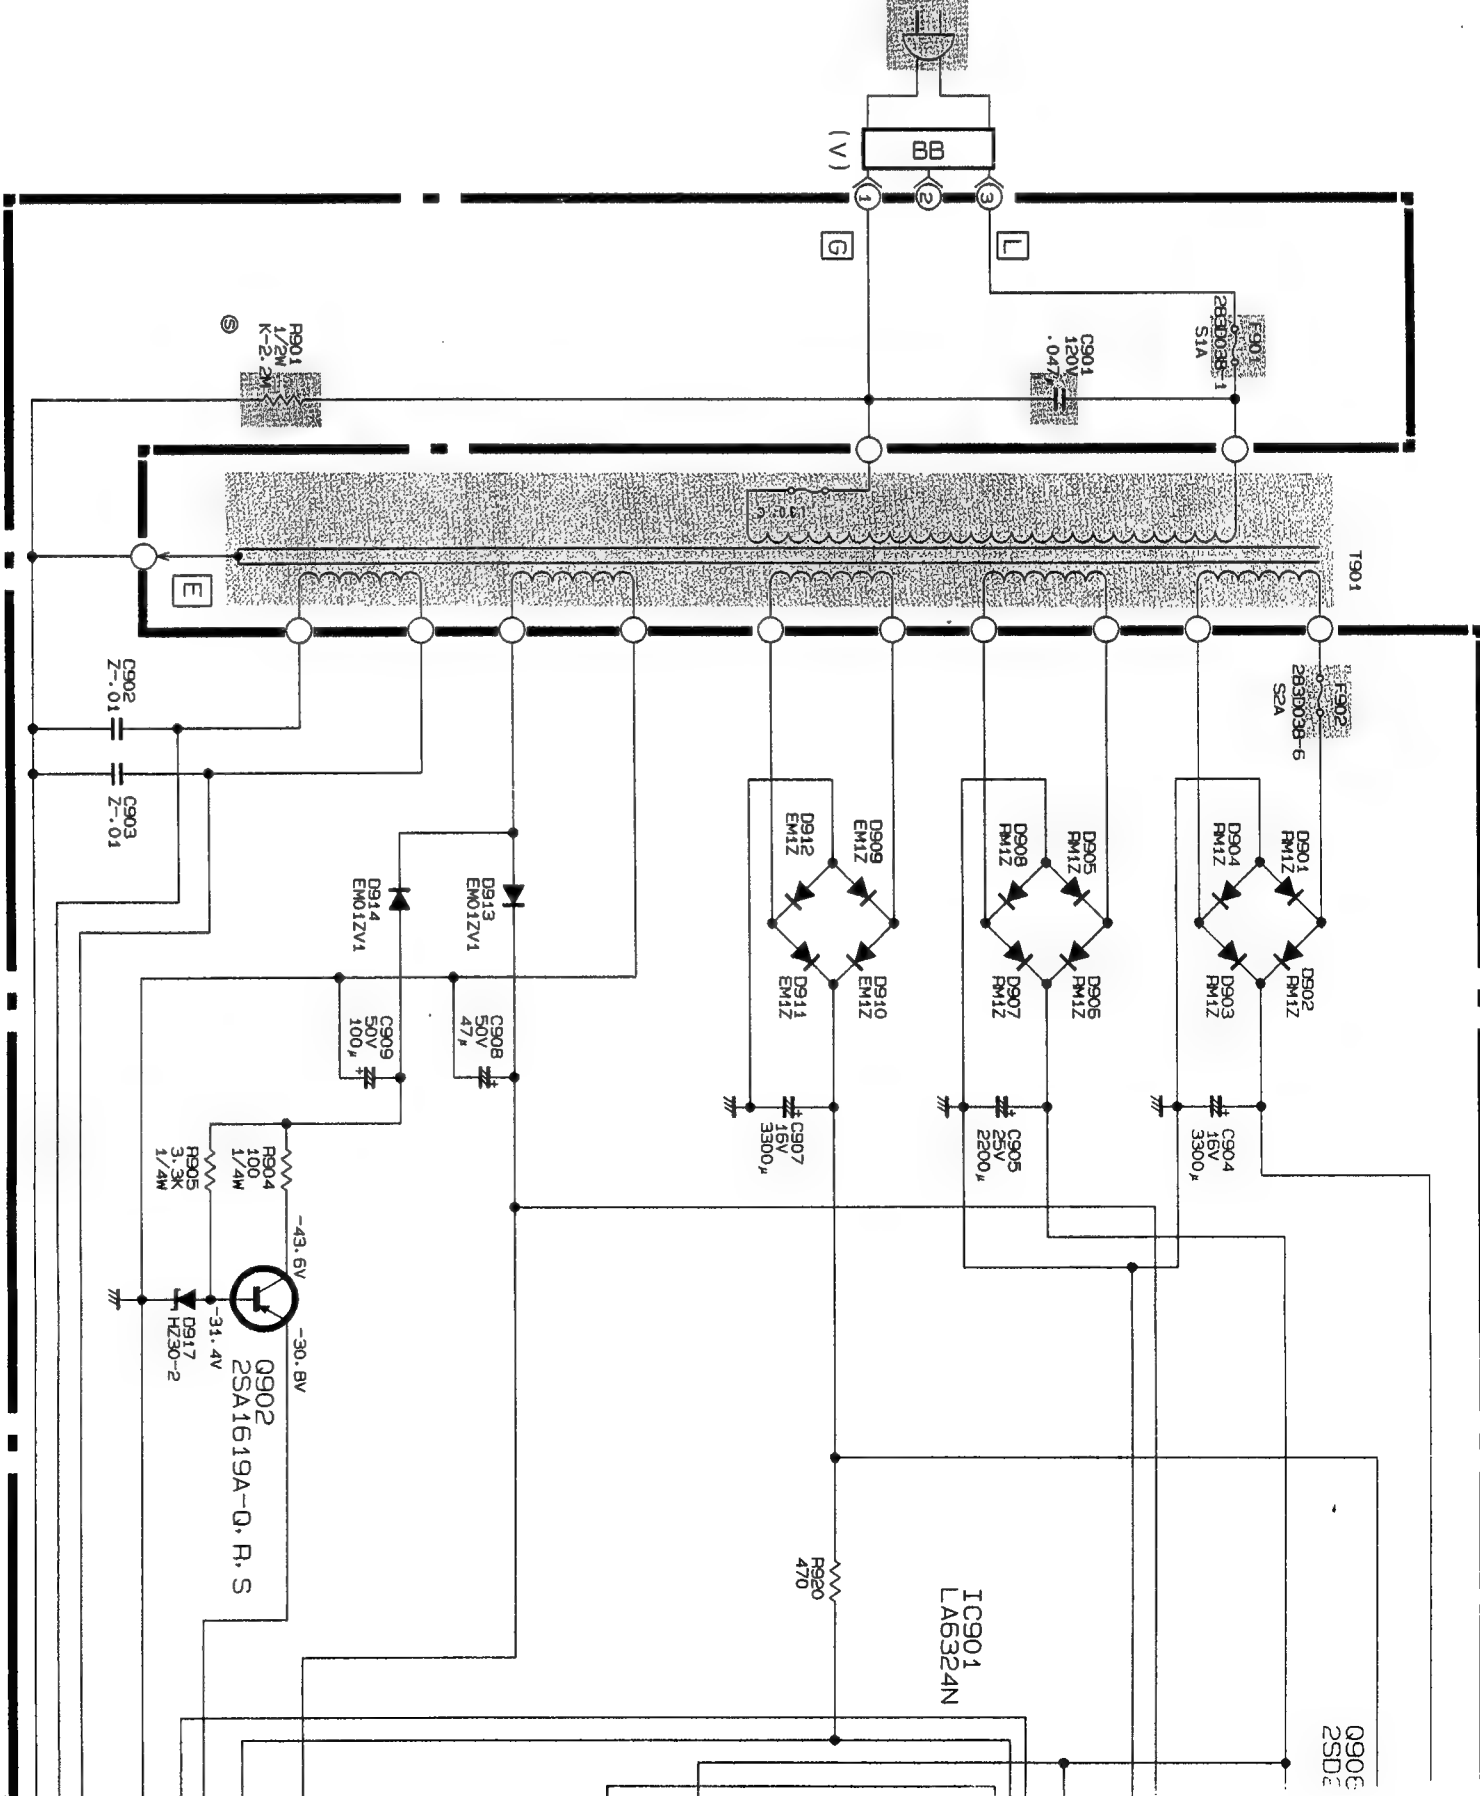 BB
(V)
1
2
3
G
L
F901
283D038-1
S1A
C901
120V
.047μ
Ⓢ
R901
1/2W
K-2.2M
T901
E
F902
283D038-6
S2A
C902
Z-.01
C903
Z-.01
D901
RM1Z
D904
RM1Z
D905
RM1Z
D908
RM1Z
D909
EM1Z
D912
EM1Z
D913
EM01ZV1
D914
EM01ZV1
D902
RM1Z
D903
RM1Z
D906
RM1Z
D907
RM1Z
D910
EM1Z
D911
EM1Z
C908
50V
47μ
+
C909
50V
100μ
+
C904
16V
3300μ
+
C905
25V
2200μ
+
C907
16V
3300μ
+
R904
100
1/4W
R905
3.3K
1/4W
-43.6V
-30.8V
-31.4V
D917
HZ30-2
Q902
2SA1619A-Q,R,S
R920
470
IC901
LA6324N